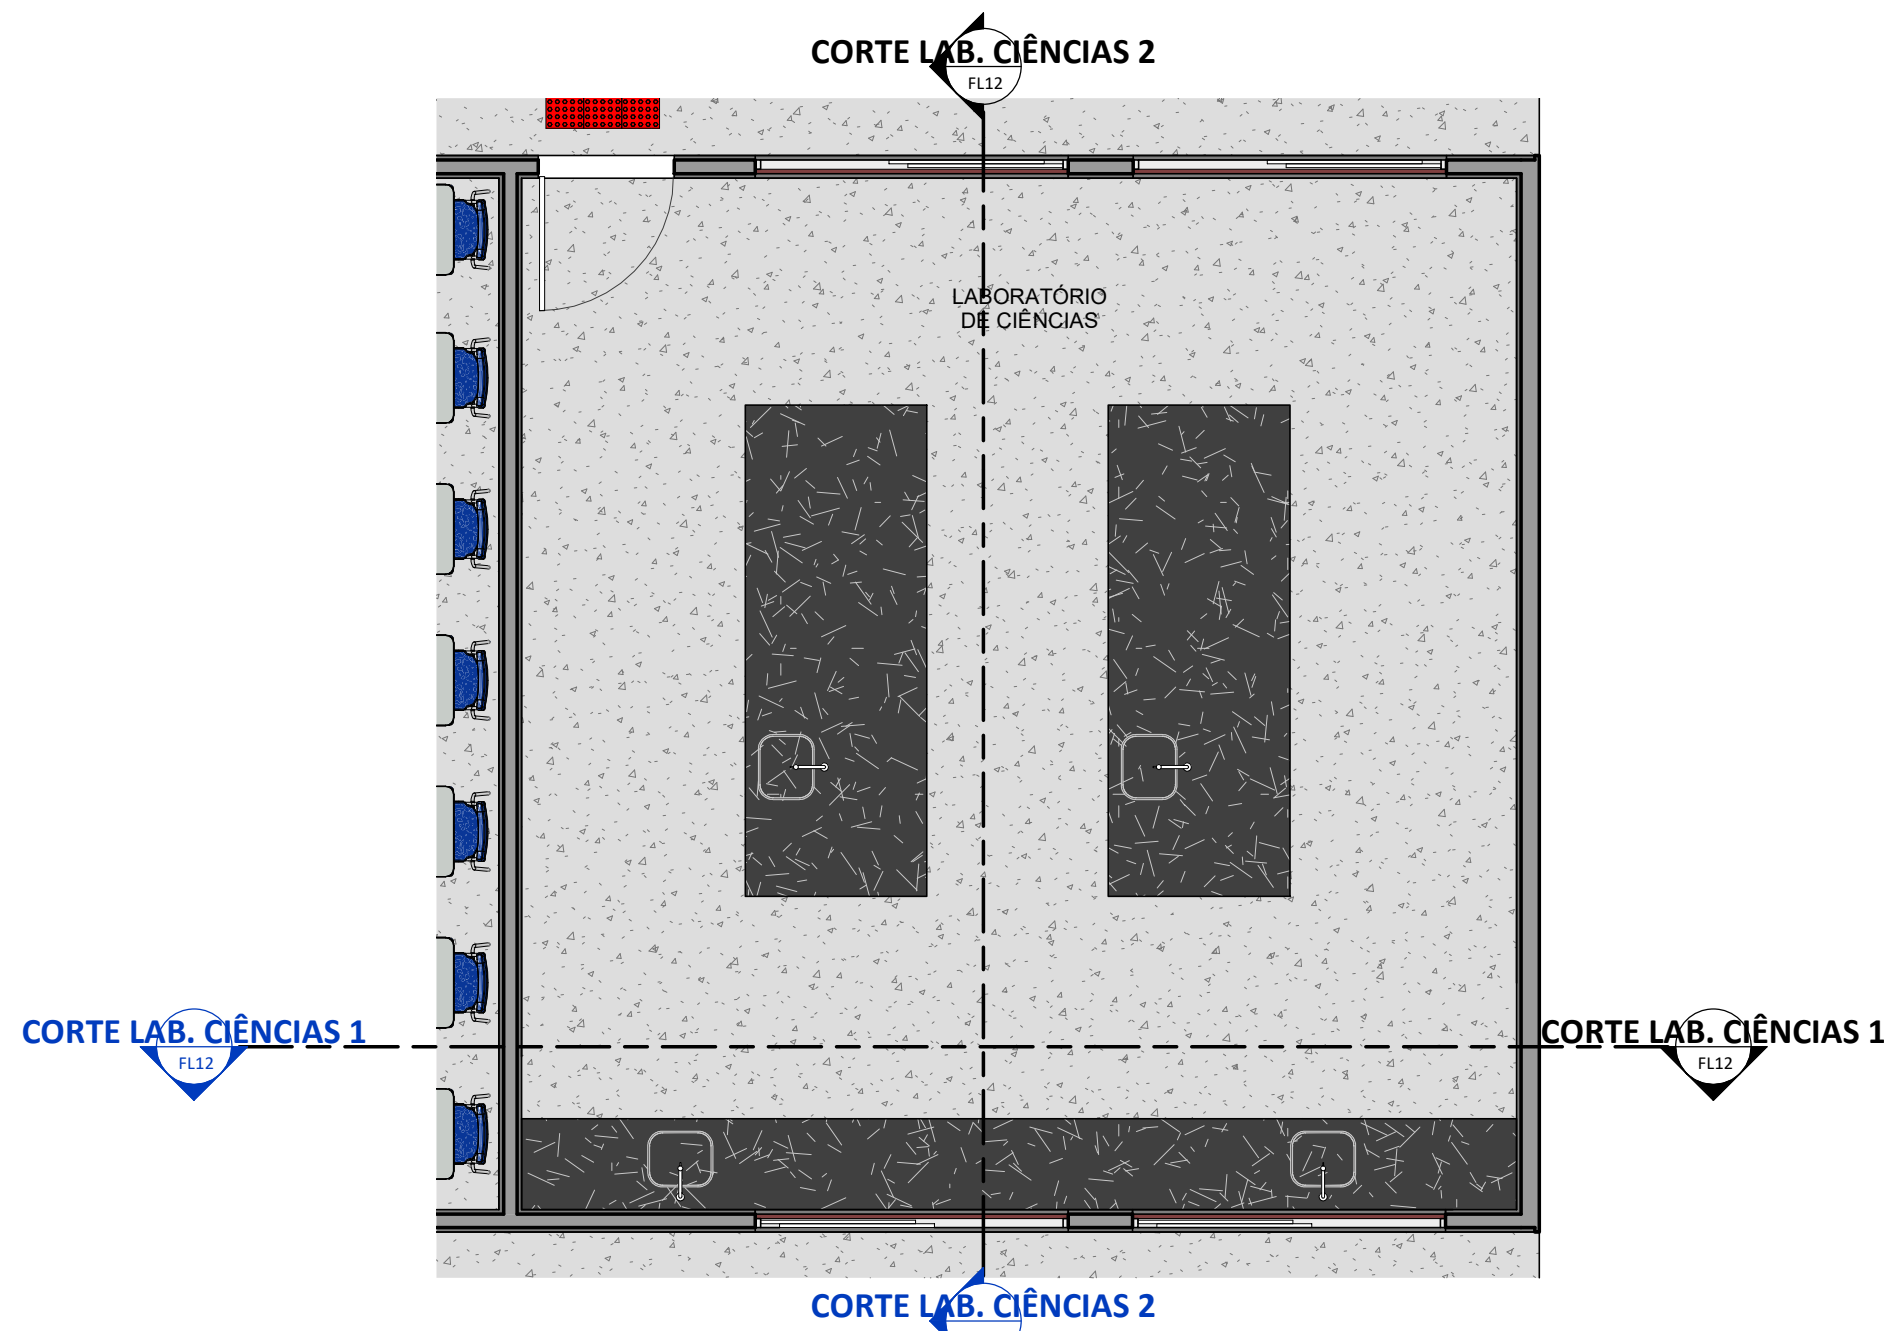 CORTE LAB. CIÊNCIAS 2
FL12
LABORATÓRIO
DE CIÊNCIAS
CORTE LAB. CIÊNCIAS 1
FL12
CORTE LAB. CIÊNCIAS 1
FL12
CORTE LAB. CIÊNCIAS 2